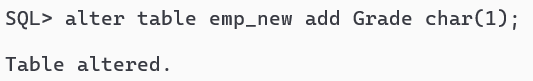 SQL> alter table emp_new add Grade char(1);
Table altered.